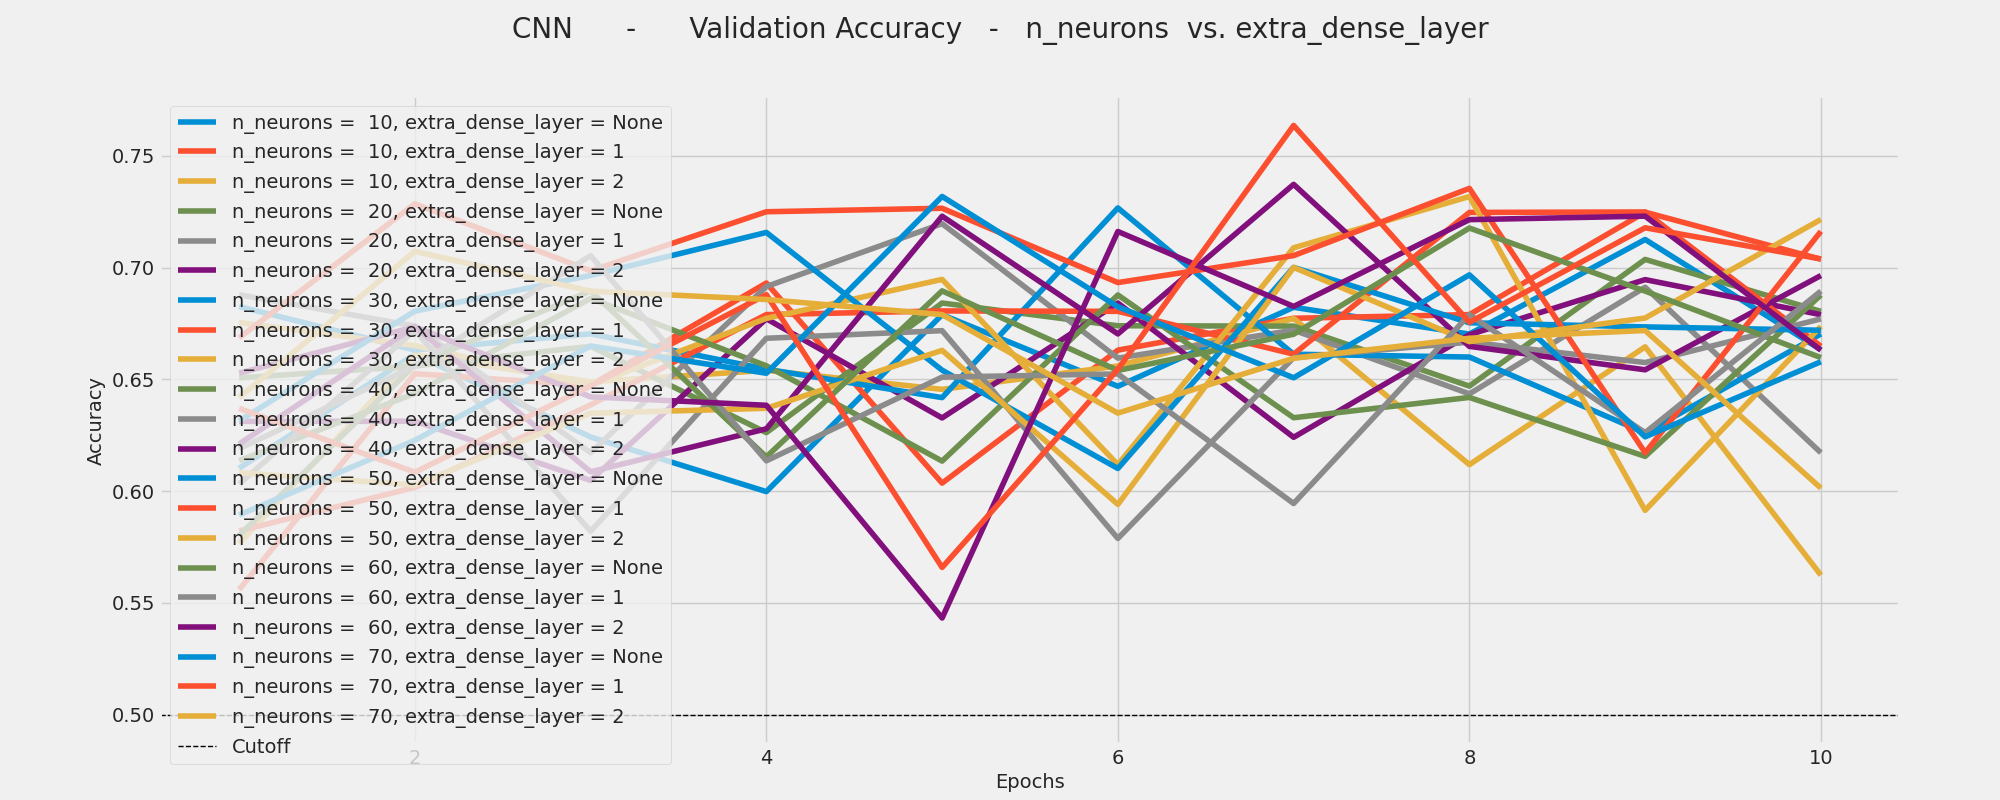 CNN - Validation Accuracy - n_neurons vs. extra_dense_layer
n_neurons = 10, extra_dense_layer = None
n_neurons = 10, extra_dense_layer = 1
n_neurons = 10, extra_dense_layer = 2
n_neurons = 20, extra_dense_layer = None
n_neurons = 20, extra_dense_layer = 1
n_neurons = 20, extra_dense_layer = 2
n_neurons = 30, extra_dense_layer = None
n_neurons = 30, extra_dense_layer = 1
n_neurons = 30, extra_dense_layer = 2
n_neurons = 40, extra_dense_layer = None
n_neurons = 40, extra_dense_layer = 1
n_neurons = 40, extra_dense_layer = 2
n_neurons = 50, extra_dense_layer = None
n_neurons = 50, extra_dense_layer = 1
n_neurons = 50, extra_dense_layer = 2
n_neurons = 60, extra_dense_layer = None
n_neurons = 60, extra_dense_layer = 1
n_neurons = 60, extra_dense_layer = 2
n_neurons = 70, extra_dense_layer = None
n_neurons = 70, extra_dense_layer = 1
n_neurons = 70, extra_dense_layer = 2
Cutoff
Accuracy
0.75
0.70
0.65
0.60
0.55
0.50
2
4
6
8
10
Epochs